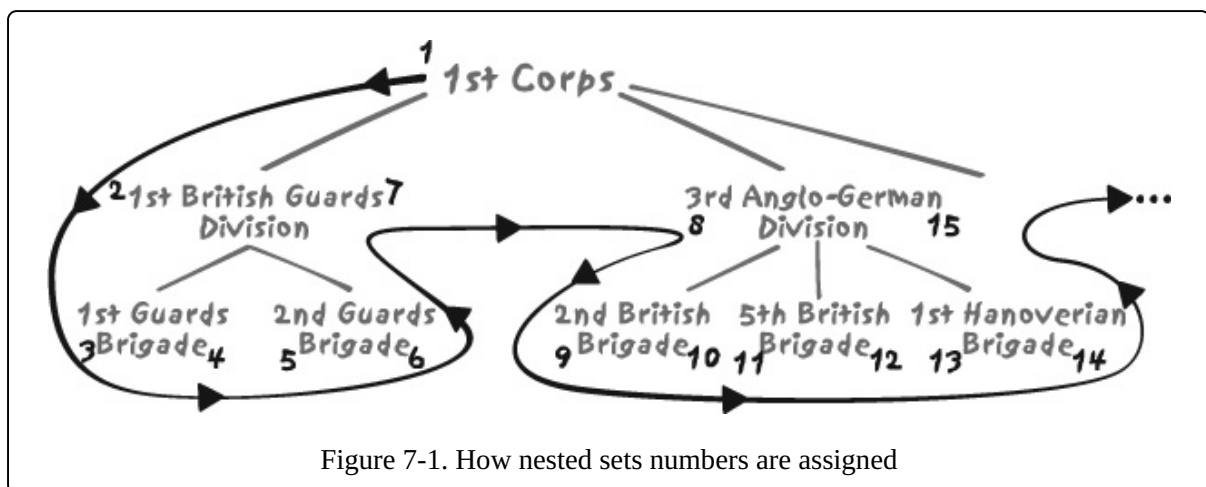 1
1st Corps
2 1st British Guards 7
Division
3rd Anglo-German
8 Division 15
...
1st Guards
3 Brigade 4
2nd Guards
5 Brigade 6
2nd British
9 Brigade 10
5th British
11 Brigade 12
1st Hanoverian
13 Brigade 14
Figure 7-1. How nested sets numbers are assigned